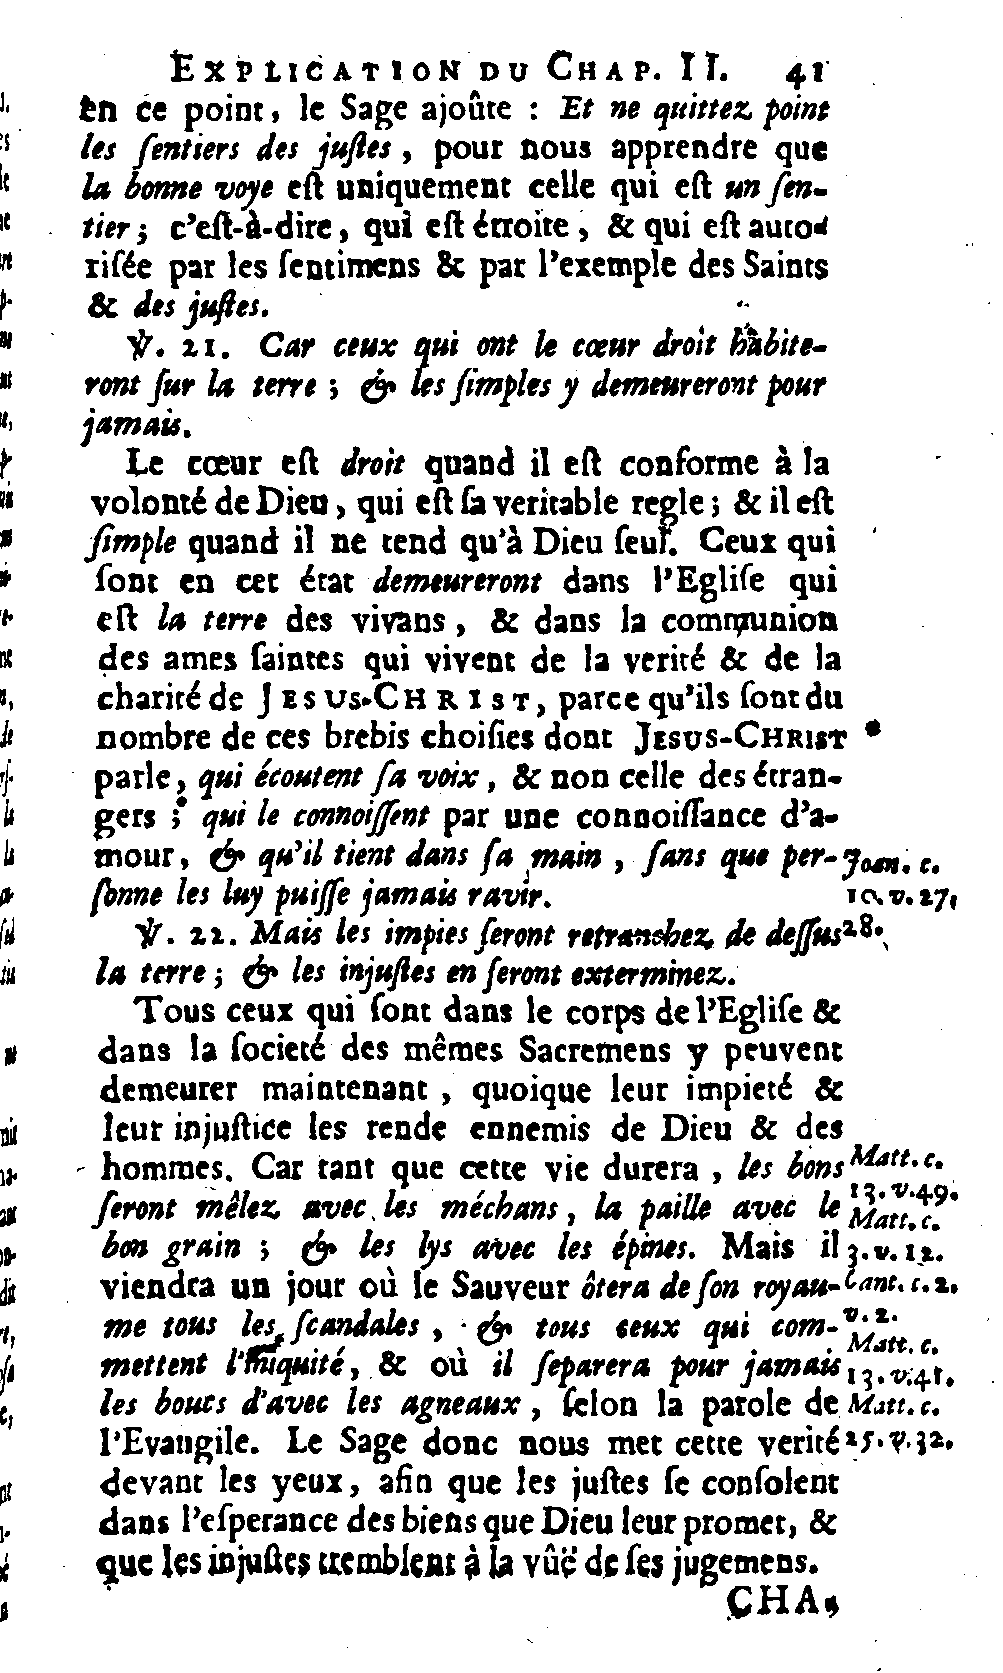 EXPLICATION DU CHAP. II. 41
en ce point, le Sage ajoûte : Et ne quittez point
les ſentiers des juſtes, pour nous apprendre que
la bonne voye eſt uniquement celle qui eſt un ſen-
tier; c'eſt-à-dire, qui eſt étroite, & qui eſt auto-
riſée par les ſentimens & par l'exemple des Saints
& des juſtes.
℣. 21. Car ceux qui ont le cœur droit habite-
ront ſur la terre; & les ſimples y demeureront pour
jamais.
Le cœur eſt droit quand il eſt conforme à la
volonté de Dieu, qui eſt ſa veritable regle; & il eſt
ſimple quand il ne tend qu'à Dieu ſeul. Ceux qui
ſont en cet état demeureront dans l'Egliſe qui
eſt la terre des vivans, & dans la communion
des ames ſaintes qui vivent de la verité & de la
charité de JESUS-CHRIST, parce qu'ils ſont du
nombre de ces brebis choiſies dont JESUS-CHRIST *
parle, qui écoutent ſa voix, & non celle des étran-
gers; qui le connoiſſent par une connoiſſance d'a-
mour, & qu'il tient dans ſa main, ſans que per- Joan. c.
ſonne les luy puiſſe jamais ravir. 10. v. 27,
℣. 22. Mais les impies ſeront retranchez de deſſus 28.
la terre; & les injuſtes en ſeront exterminez.
Tous ceux qui ſont dans le corps de l'Egliſe &
dans la ſocieté des mêmes Sacremens y peuvent
demeurer maintenant, quoique leur impieté &
leur injuſtice les rende ennemis de Dieu & des
hommes. Car tant que cette vie durera, les bons Matt. c.
ſeront mêlez avec les méchans, la paille avec le 13. v. 49.
bon grain; & les lys avec les épines. Mais il Matt. c. 3. v. 12.
viendra un jour où le Sauveur ôtera de ſon royau- Cant. c. 2.
me tous les ſcandales, & tous ceux qui com- v. 2.
mettent l'iniquité, & où il ſeparera pour jamais Matt. c. 13. v. 41.
les boucs d'avec les agneaux, ſelon la parole de Matt. c.
l'Evangile. Le Sage donc nous met cette verité 25. v. 32.
devant les yeux, afin que les juſtes ſe conſolent
dans l'eſperance des biens que Dieu leur promet, &
que les injuſtes tremblent à la vûë de ſes jugemens.
CHA-